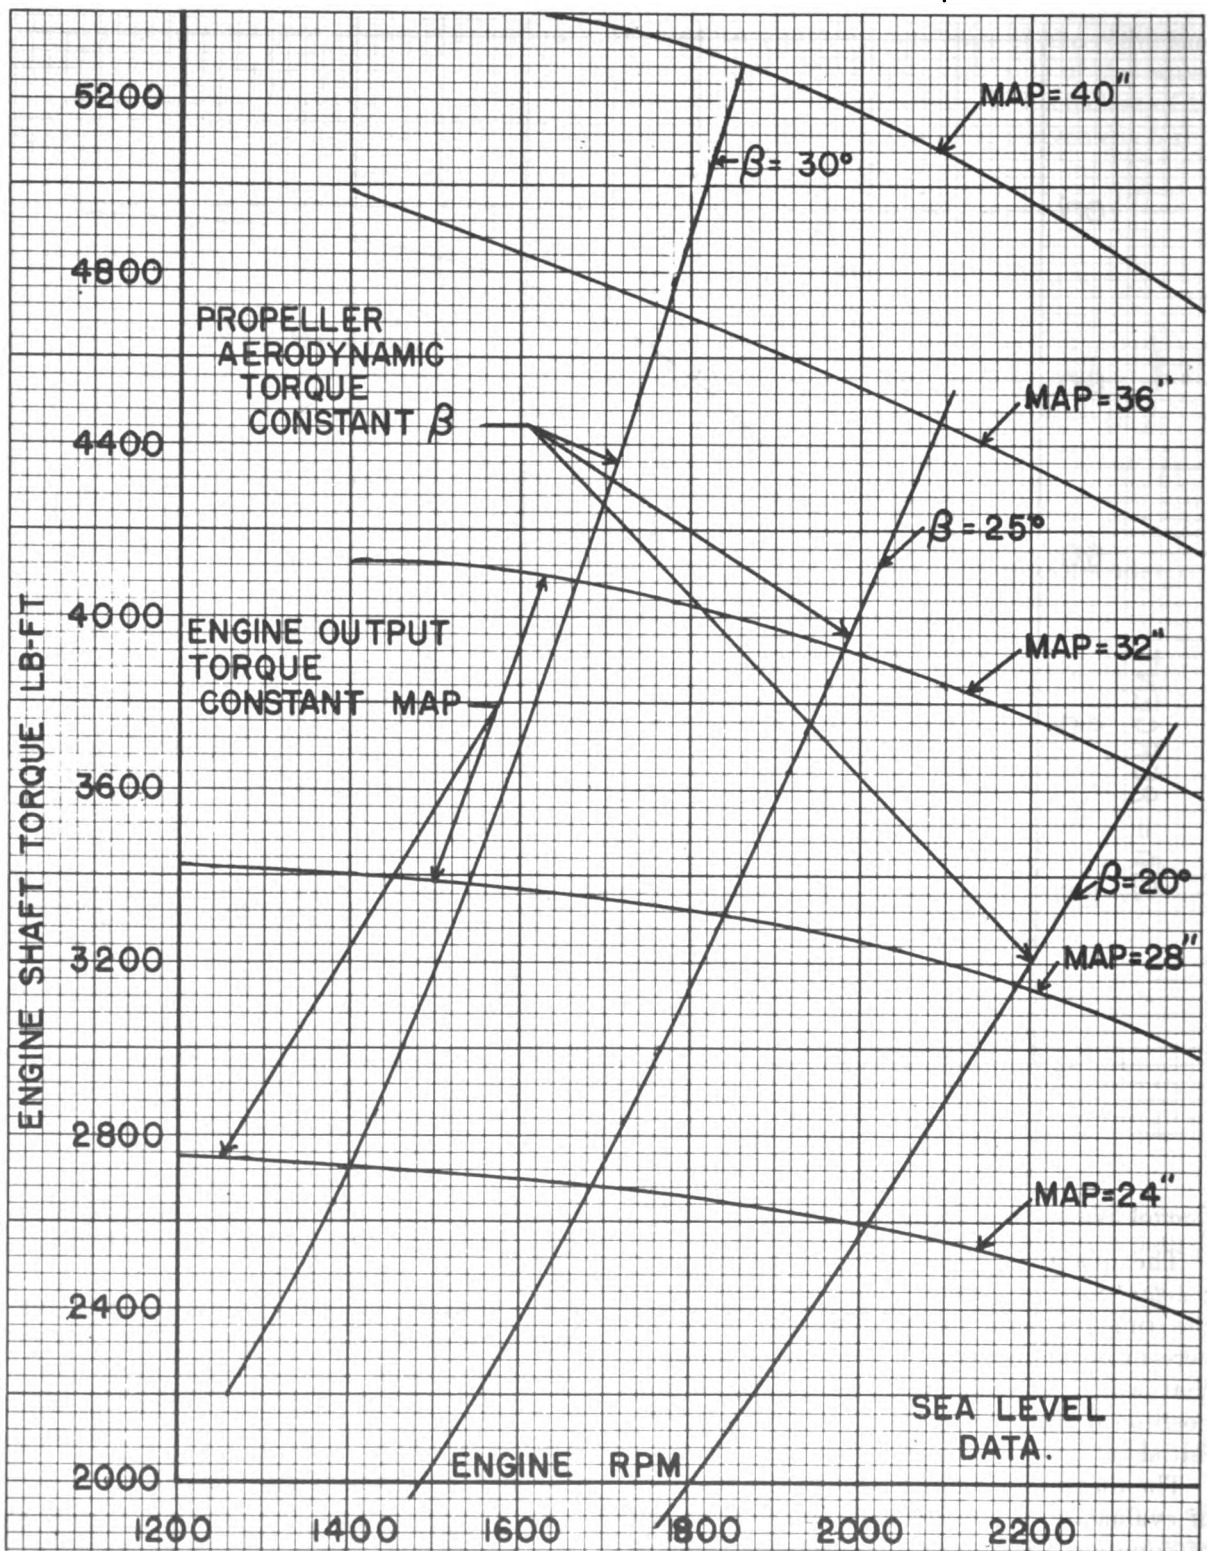 5200
4800
4400
4000
3600
3200
2800
2400
2000
1200
1400
1600
1800
2000
2200
ENGINE SHAFT TORQUE LB-FT
ENGINE RPM
MAP=40"
β=30°
PROPELLER
AERODYNAMIC
TORQUE
CONSTANT β
MAP=36"
β=25°
ENGINE OUTPUT
TORQUE
CONSTANT MAP
MAP=32"
β=20°
MAP=28"
MAP=24"
SEA LEVEL
DATA.